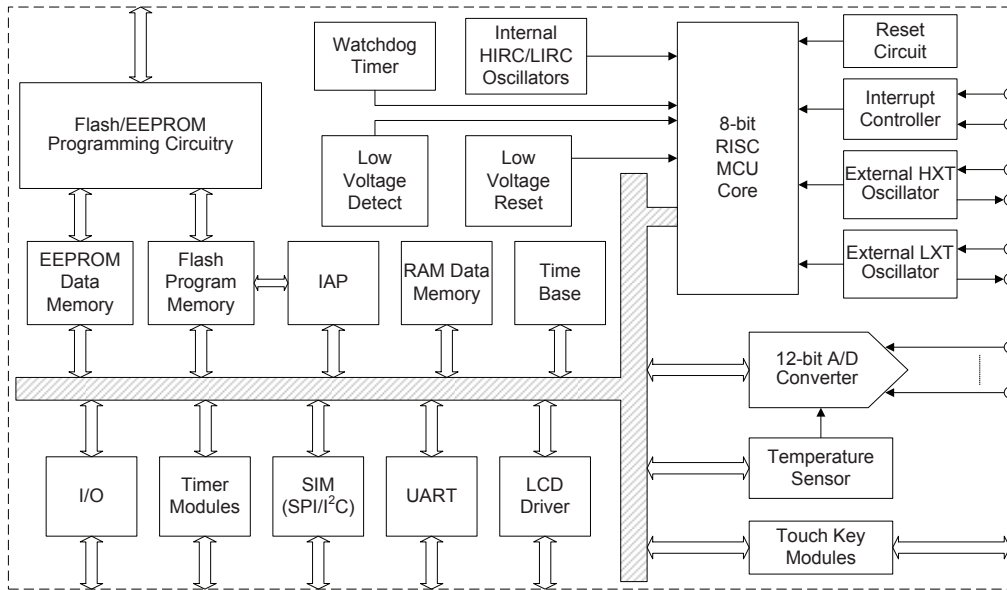 Watchdog
Timer
Internal
HIRC/LIRC
Oscillators
Reset
Circuit
Flash/EEPROM
Programming Circuitry
8-bit
RISC
MCU
Core
Interrupt
Controller
Low
Voltage
Detect
Low
Voltage
Reset
External HXT
Oscillator
External LXT
Oscillator
EEPROM
Data
Memory
Flash
Program
Memory
IAP
RAM Data
Memory
Time
Base
12-bit A/D
Converter
Temperature
Sensor
I/O
Timer
Modules
SIM
(SPI/I²C)
UART
LCD
Driver
Touch Key
Modules